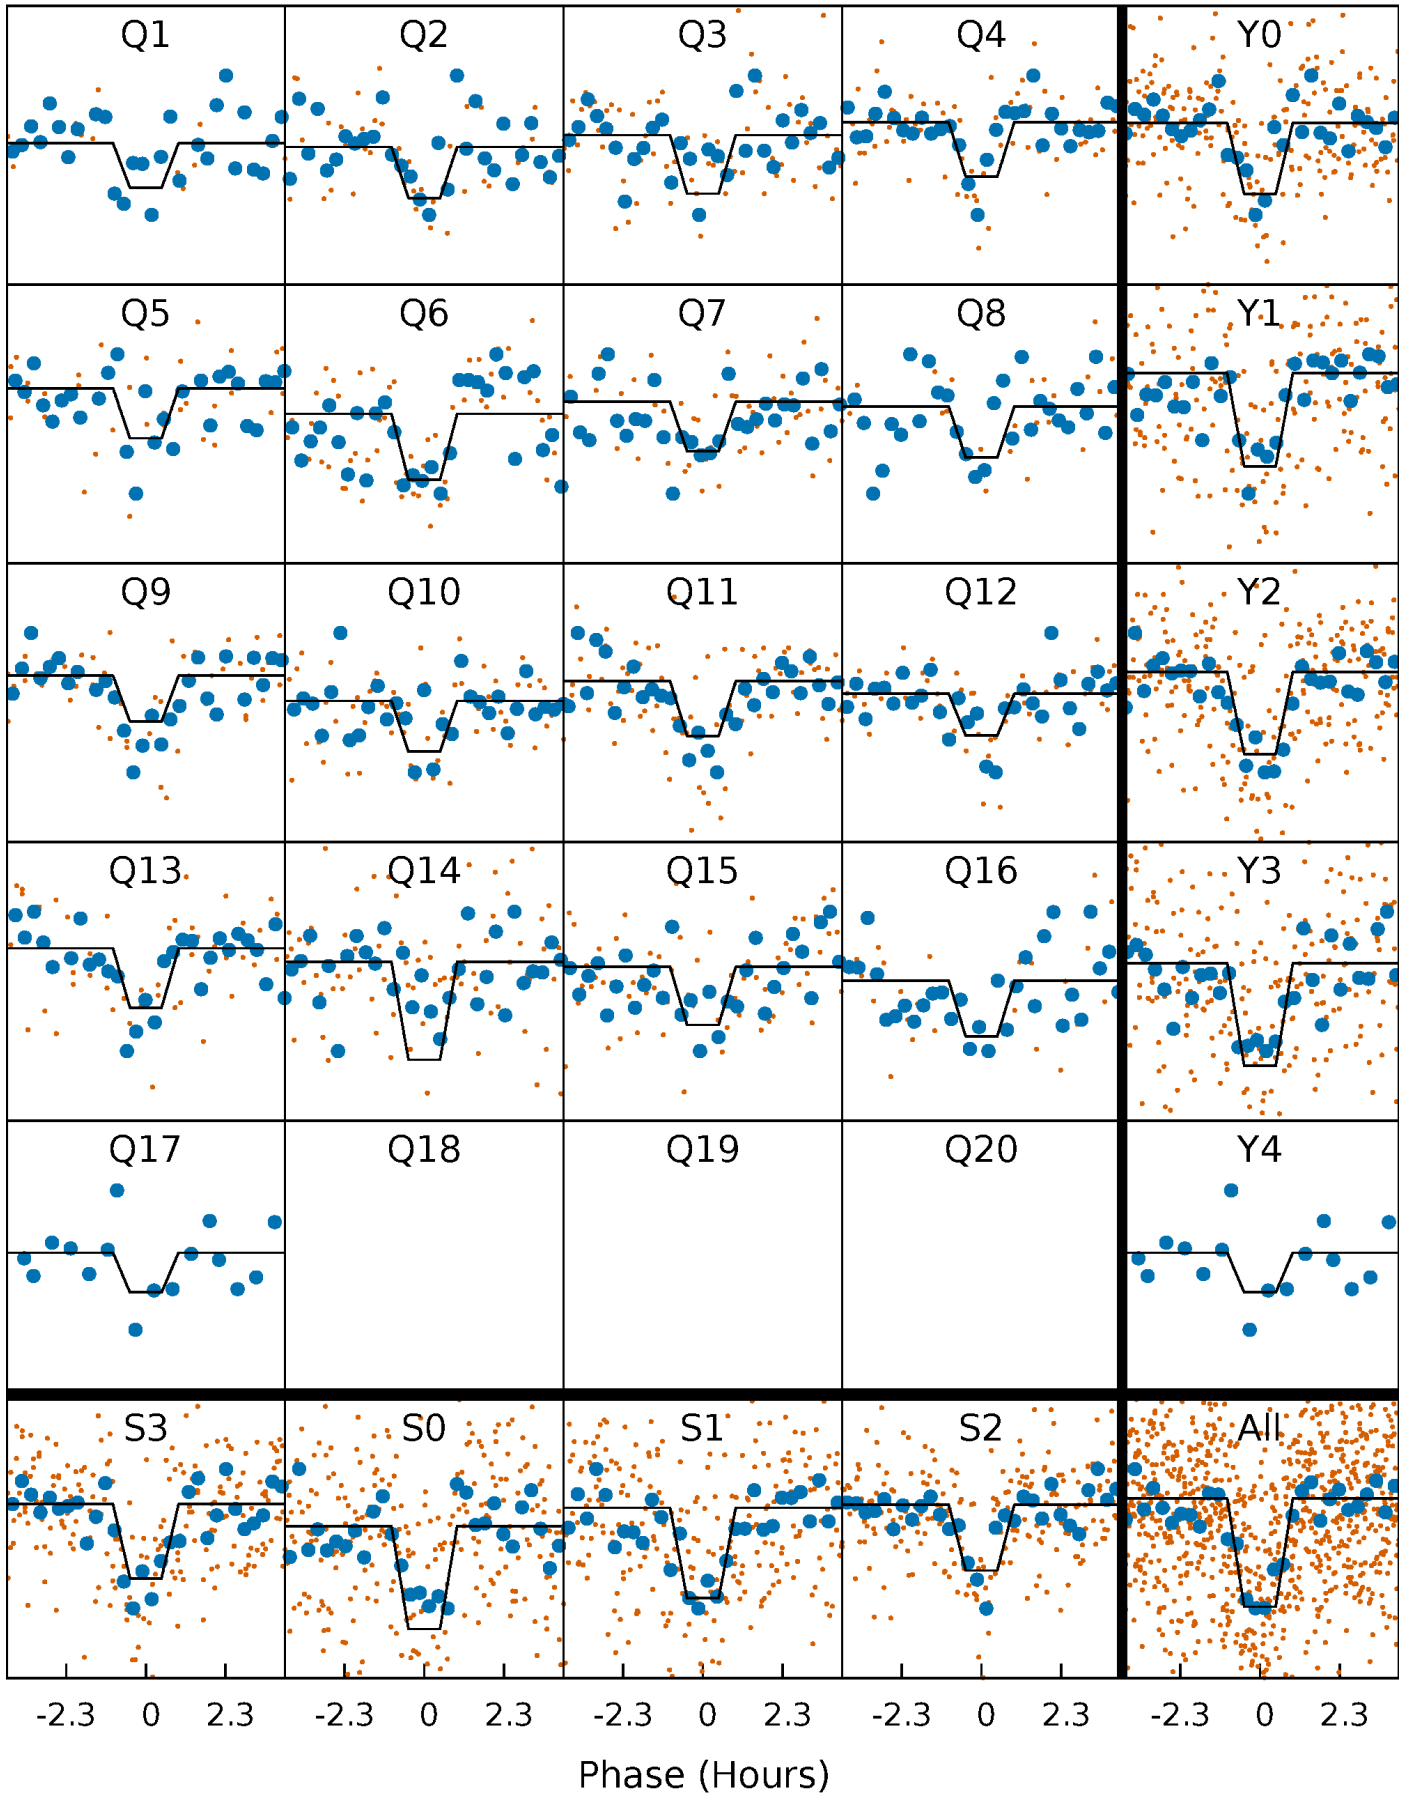 Q1 Q2 Q3 Q4 Y0
Q5 Q6 Q7 Q8 Y1
Q9 Q10 Q11 Q12 Y2
Q13 Q14 Q15 Q16 Y3
Q17 Q18 Q19 Q20 Y4
S3 S0 S1 S2 All
-2.3 0 2.3 -2.3 0 2.3 -2.3 0 2.3 -2.3 0 2.3 -2.3 0 2.3
Phase (Hours)